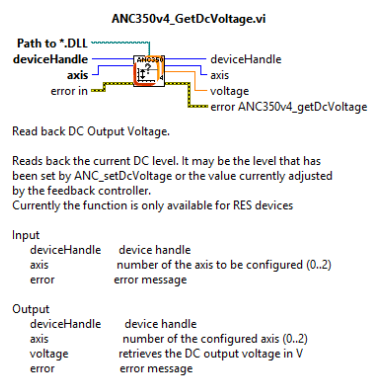 ANC350v4_GetDcVoltage.vi
Path to *.DLL
deviceHandle
axis
error in
ANC350
?
4
deviceHandle
axis
voltage
error ANC350v4_getDcVoltage
Read back DC Output Voltage.
Reads back the current DC level. It may be the level that has
been set by ANC_setDcVoltage or the value currently adjusted
by the feedback controller.
Currently the function is only available for RES devices
Input
deviceHandle device handle
axis number of the axis to be configured (0..2)
error error message
Output
deviceHandle device handle
axis number of the configured axis (0..2)
voltage retrieves the DC output voltage in V
error error message